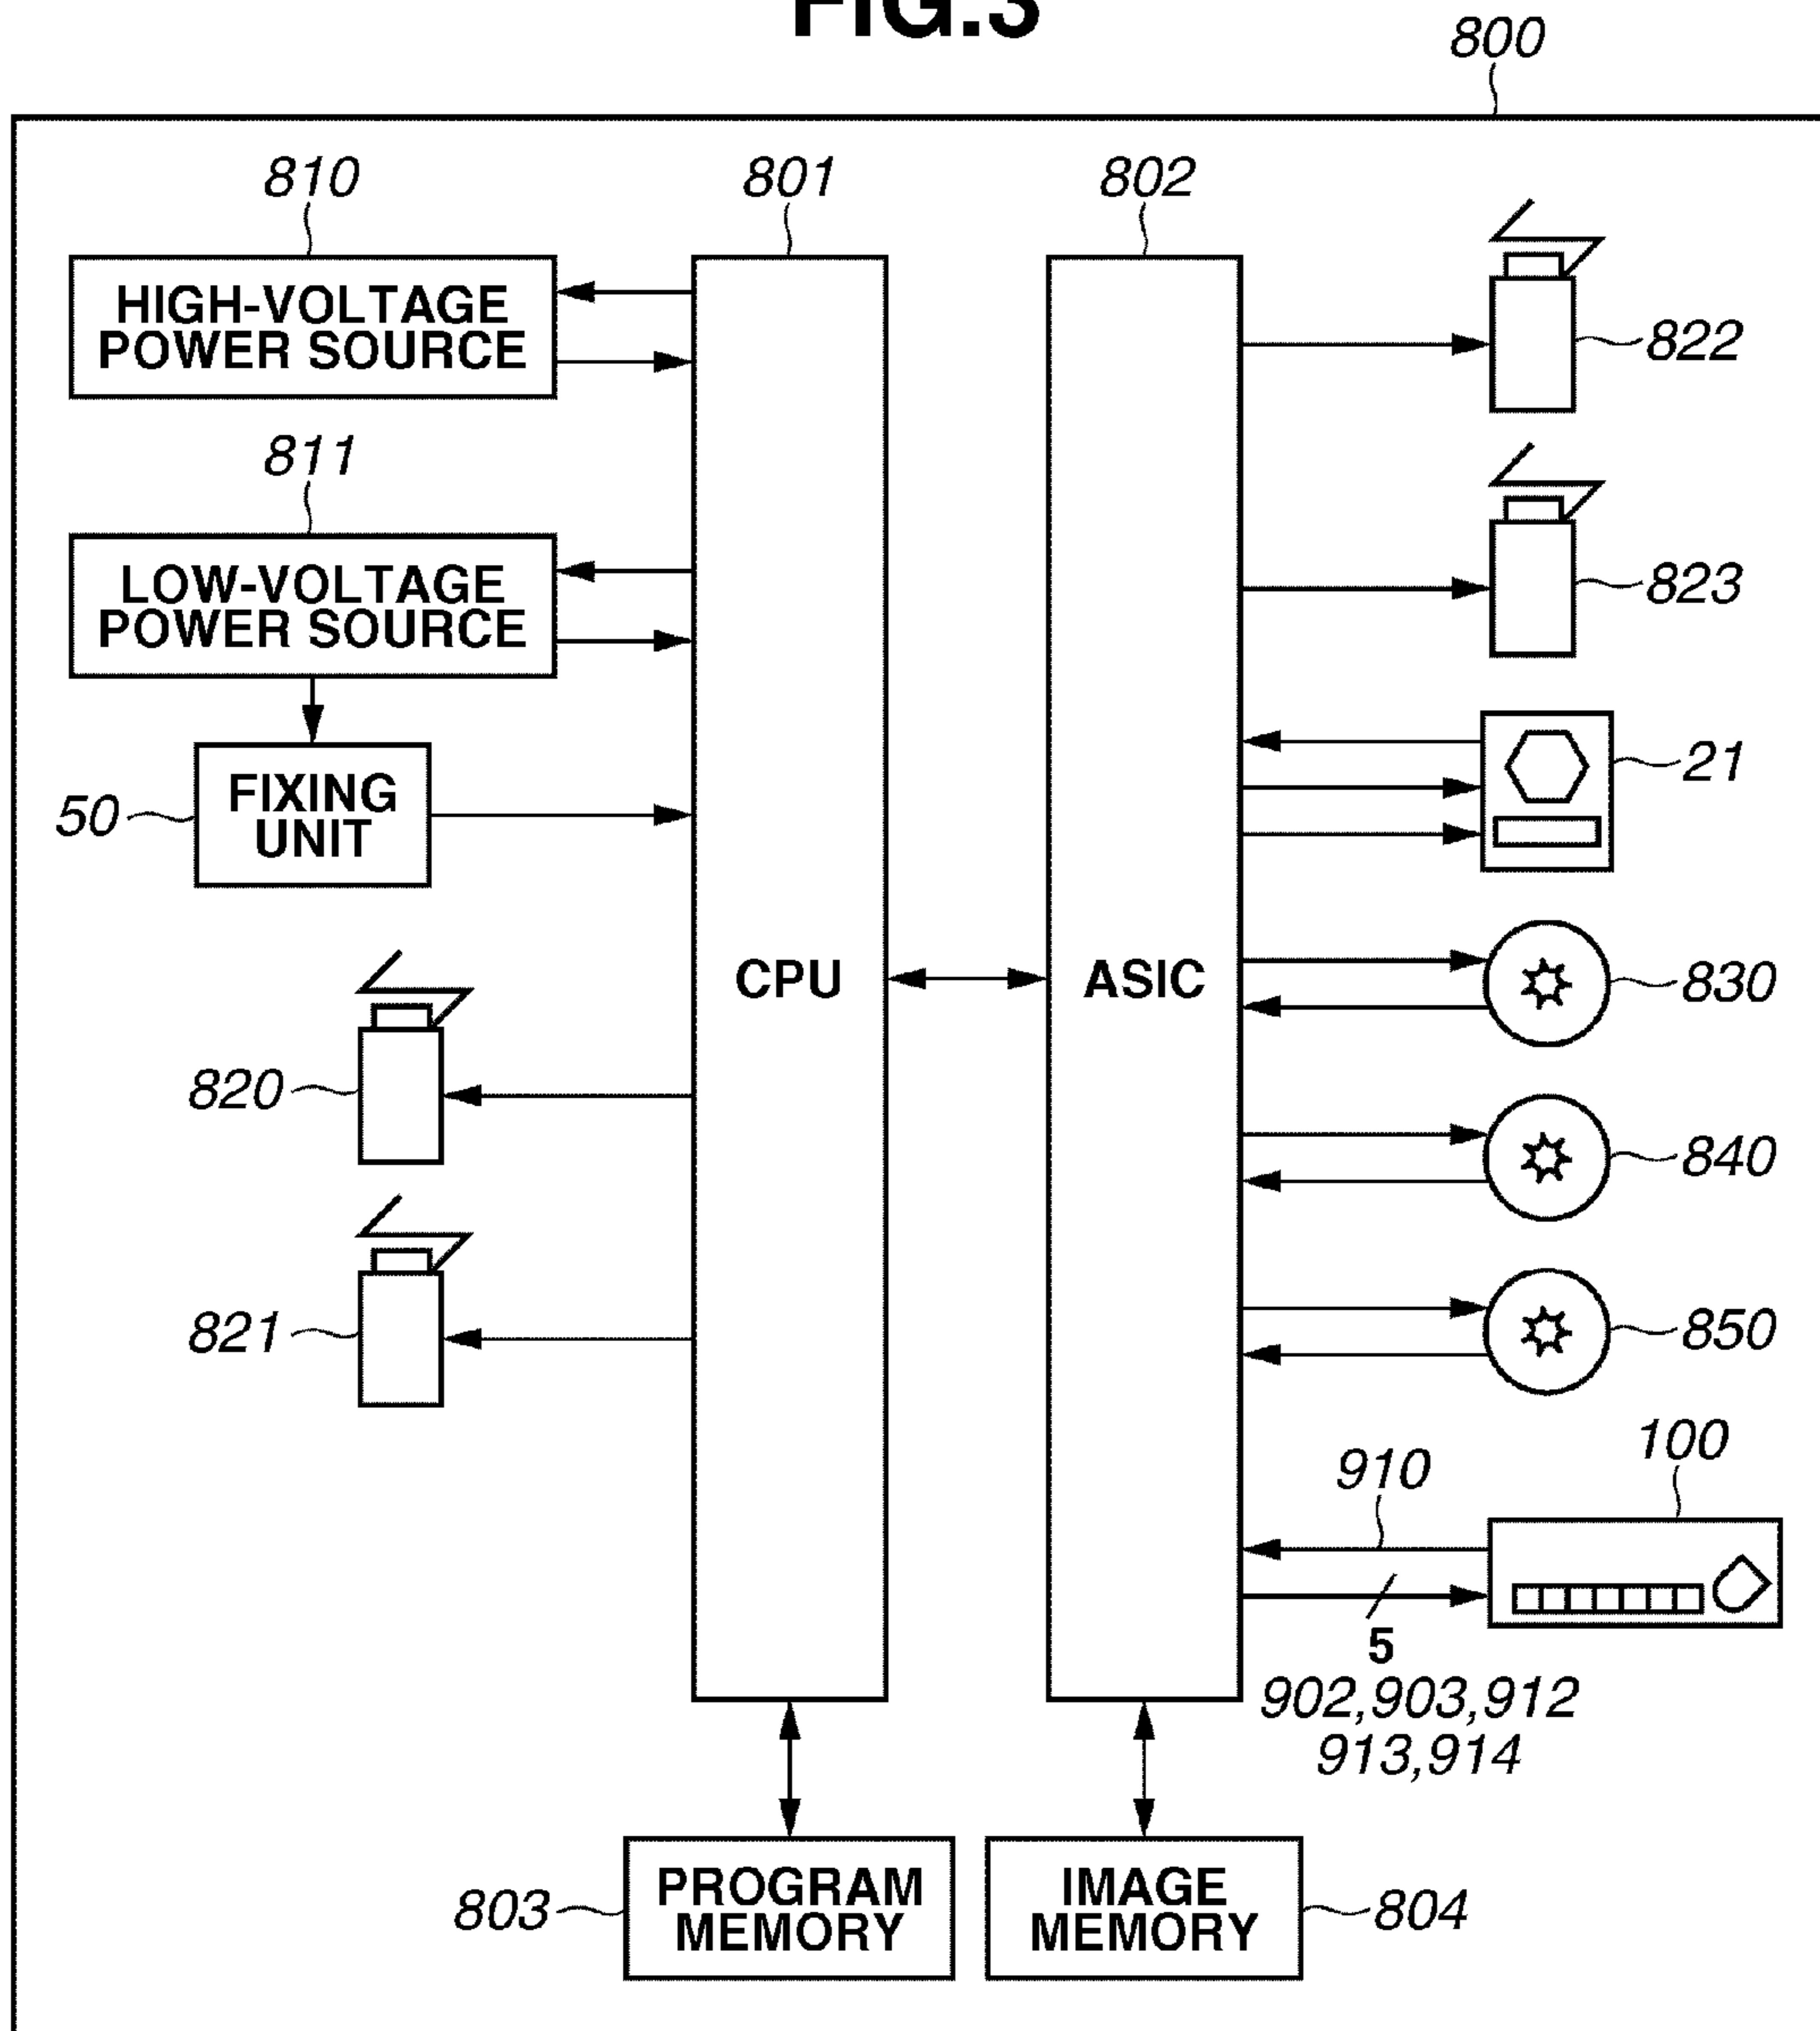 FIG.3
800
810
801
802
HIGH-VOLTAGE
POWER SOURCE
822
811
LOW-VOLTAGE
POWER SOURCE
823
50
FIXING
UNIT
21
CPU
ASIC
830
820
840
821
850
910
100
5
902,903,912
913,914
803
PROGRAM
MEMORY
IMAGE
MEMORY
804